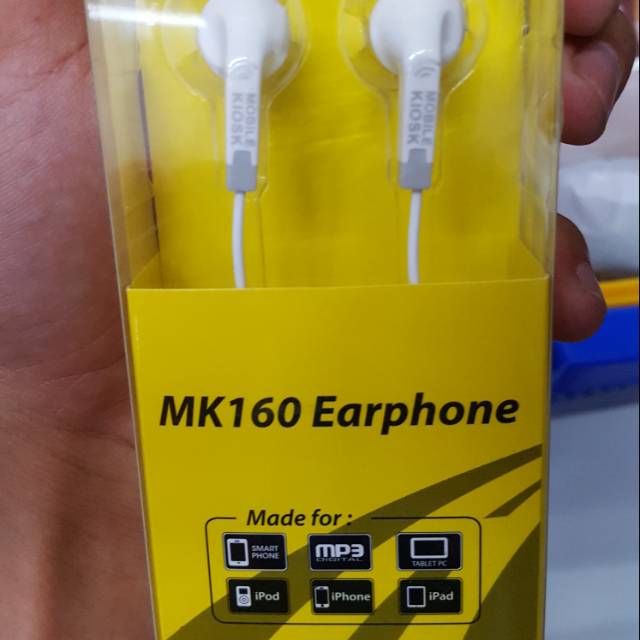 MOBILE
KIOSK
MOBILE
KIOSK
MK160 Earphone
Made for :
SMART
PHONE
MP3
DIGITAL
TABLET PC
iPod
iPhone
iPad